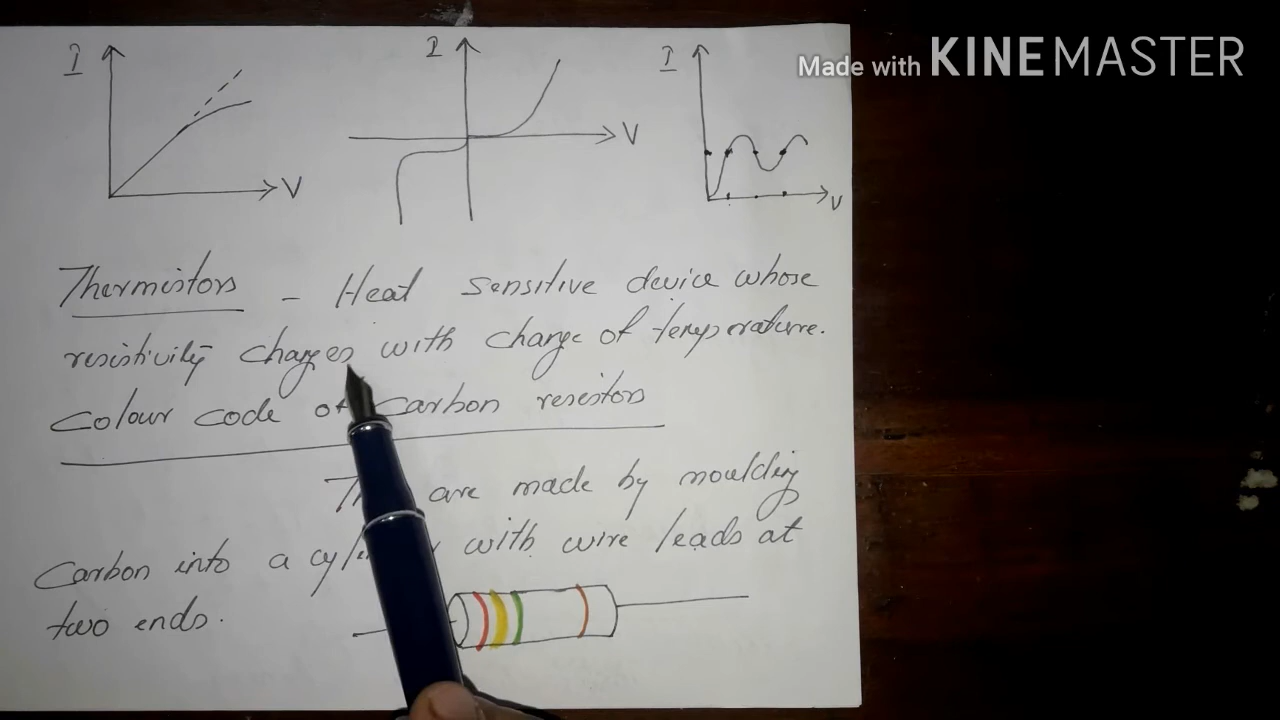 I I I Made with KINEMASTER
V V V
Thermistors - Heat sensitive device whose
resistivity changes with change of temperature.
Colour code of Carbon resistors
are made by moulding
Carbon into a with wire leads at
two ends.